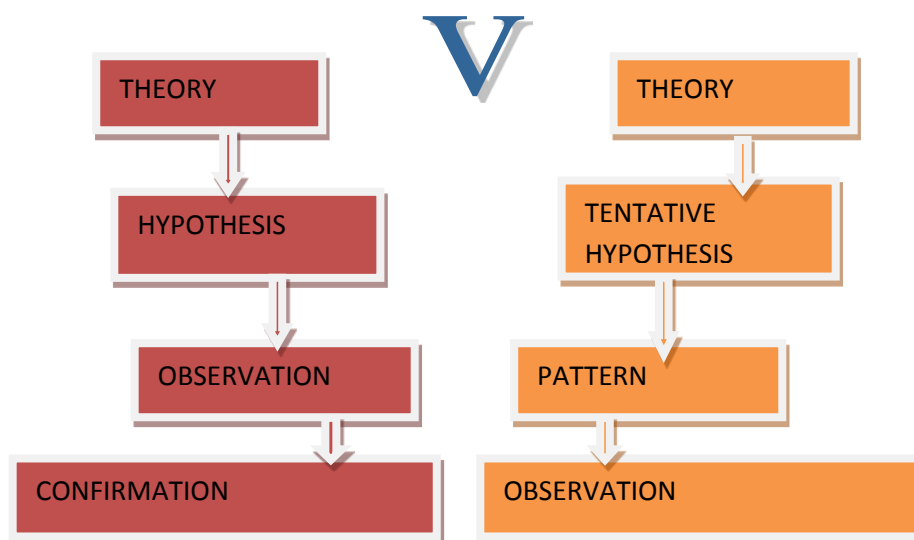 V
THEORY
HYPOTHESIS
OBSERVATION
CONFIRMATION
THEORY
TENTATIVE
HYPOTHESIS
PATTERN
OBSERVATION